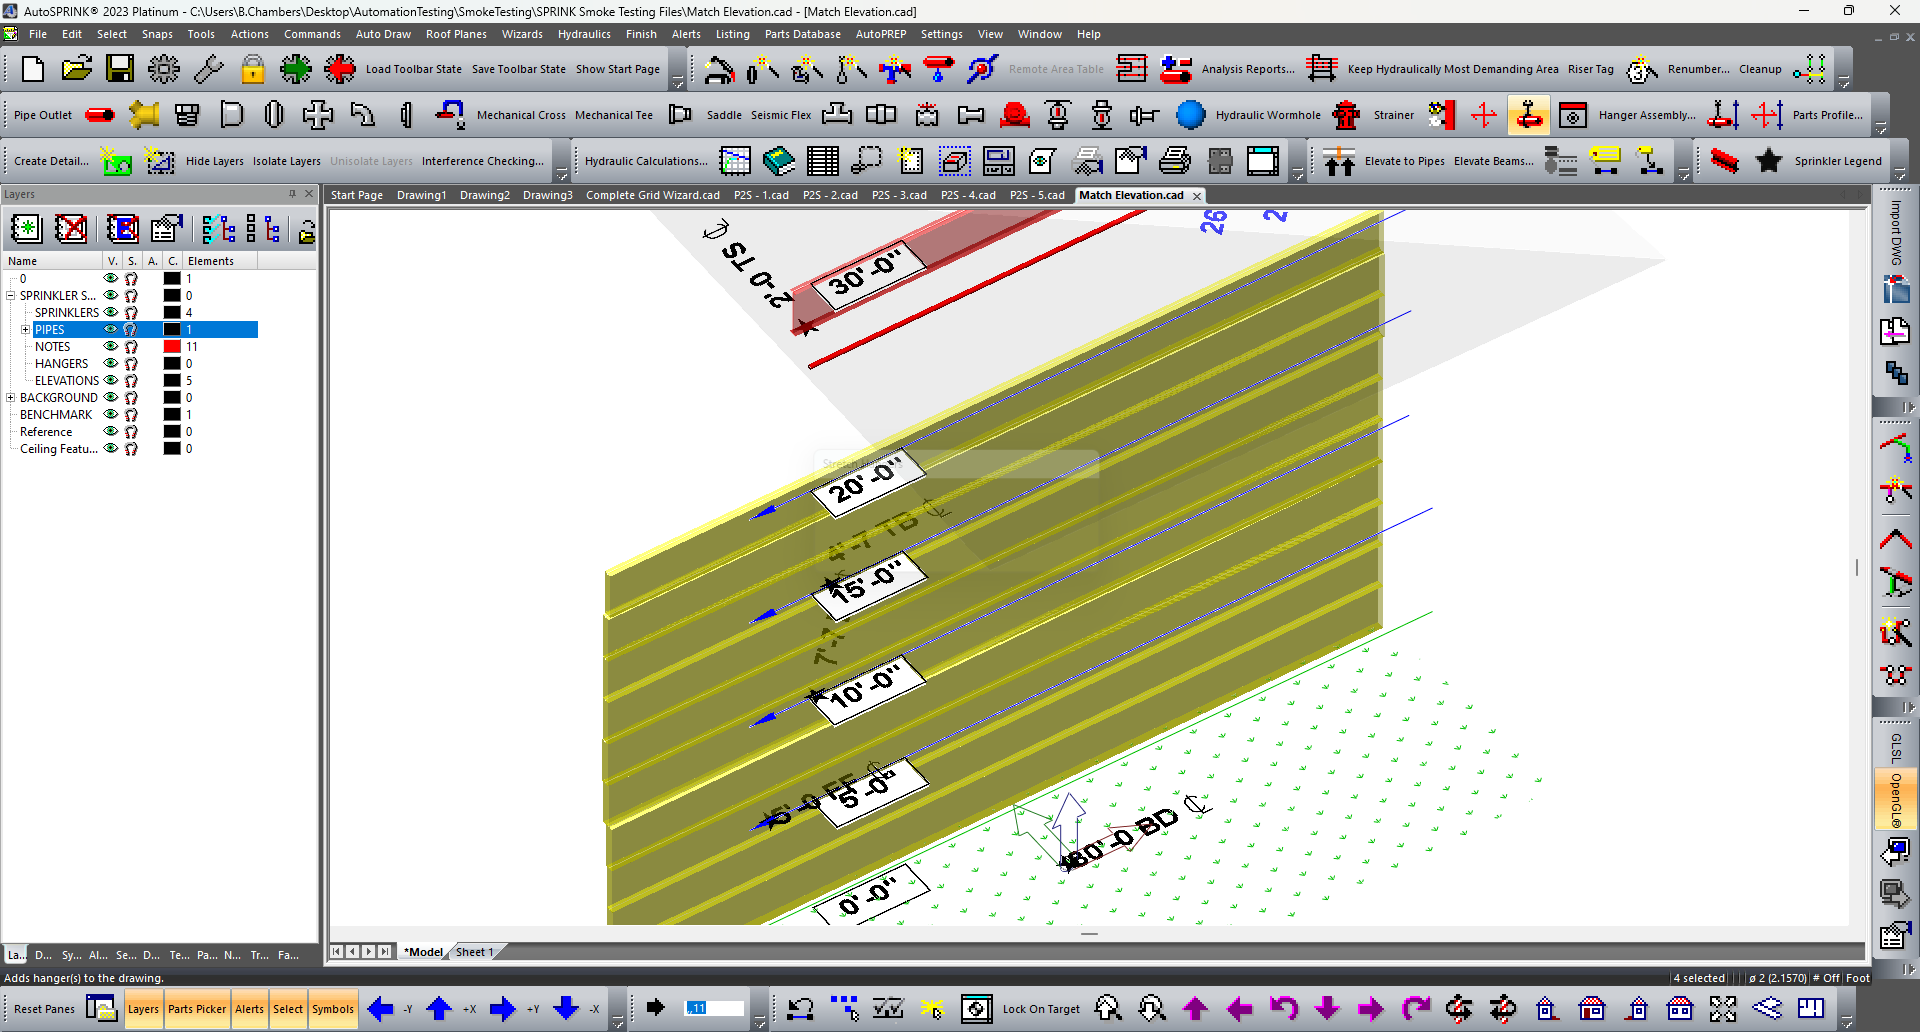 AutoSPRINK® 2023 Platinum - C:\Users\B.Chambers\Desktop\AutomationTesting\SmokeTesting\SPRINK Smoke Testing Files\Match Elevation.cad - [Match Elevation.cad]
File Edit Select Snaps Tools Actions Commands Auto Draw Roof Planes Wizards Hydraulics Finish Alerts Listing Parts Database AutoPREP Settings View Window Help
Load Toolbar State Save Toolbar State Show Start Page Remote Area Table Analysis Reports... Keep Hydraulically Most Demanding Area Riser Tag Renumber... Cleanup
Pipe Outlet Mechanical Cross Mechanical Tee Saddle Seismic Flex Hydraulic Wormhole Strainer Hanger Assembly... Parts Profile...
Create Detail... Hide Layers Isolate Layers Unisolate Layers Interference Checking... Hydraulic Calculations... Elevate to Pipes Elevate Beams... Sprinkler Legend
Layers
Start Page Drawing1 Drawing2 Drawing3 Complete Grid Wizard.cad P2S - 1.cad P2S - 2.cad P2S - 3.cad P2S - 4.cad P2S - 5.cad Match Elevation.cad
Name V. S. A. C. Elements
0 1
SPRINKLER S... 0
SPRINKLERS 4
PIPES 1
NOTES 11
HANGERS 0
ELEVATIONS 5
BACKGROUND 0
BENCHMARK 1
Reference 0
Ceiling Featu... 0
26
2
2'-0 TS ℄
30'-0"
20'-0"
4'-7 TB ℄
15'-0"
10'-0"
5'-0"
80'-0 BD ℄
0'-0"
Import DWG
GLSL
OpenGL®
La... D... Sy... Al... Se... D... Te... Pa... N... Tr... Fa...
*Model Sheet 1
Adds hanger(s) to the drawing. 4 selected ø 2 (2.1570) # Off Foot
Reset Panes Layers Parts Picker Alerts Select Symbols -Y +X +Y -X Lock On Target